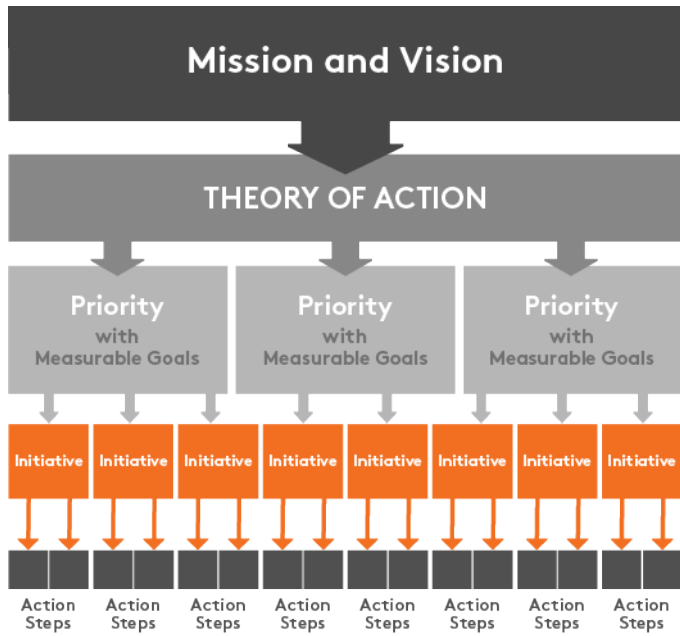 Mission and Vision
THEORY OF ACTION
Priority
with
Measurable Goals
Priority
with
Measurable Goals
Priority
with
Measurable Goals
Initiative
Initiative
Initiative
Initiative
Initiative
Initiative
Initiative
Initiative
Action
Steps
Action
Steps
Action
Steps
Action
Steps
Action
Steps
Action
Steps
Action
Steps
Action
Steps